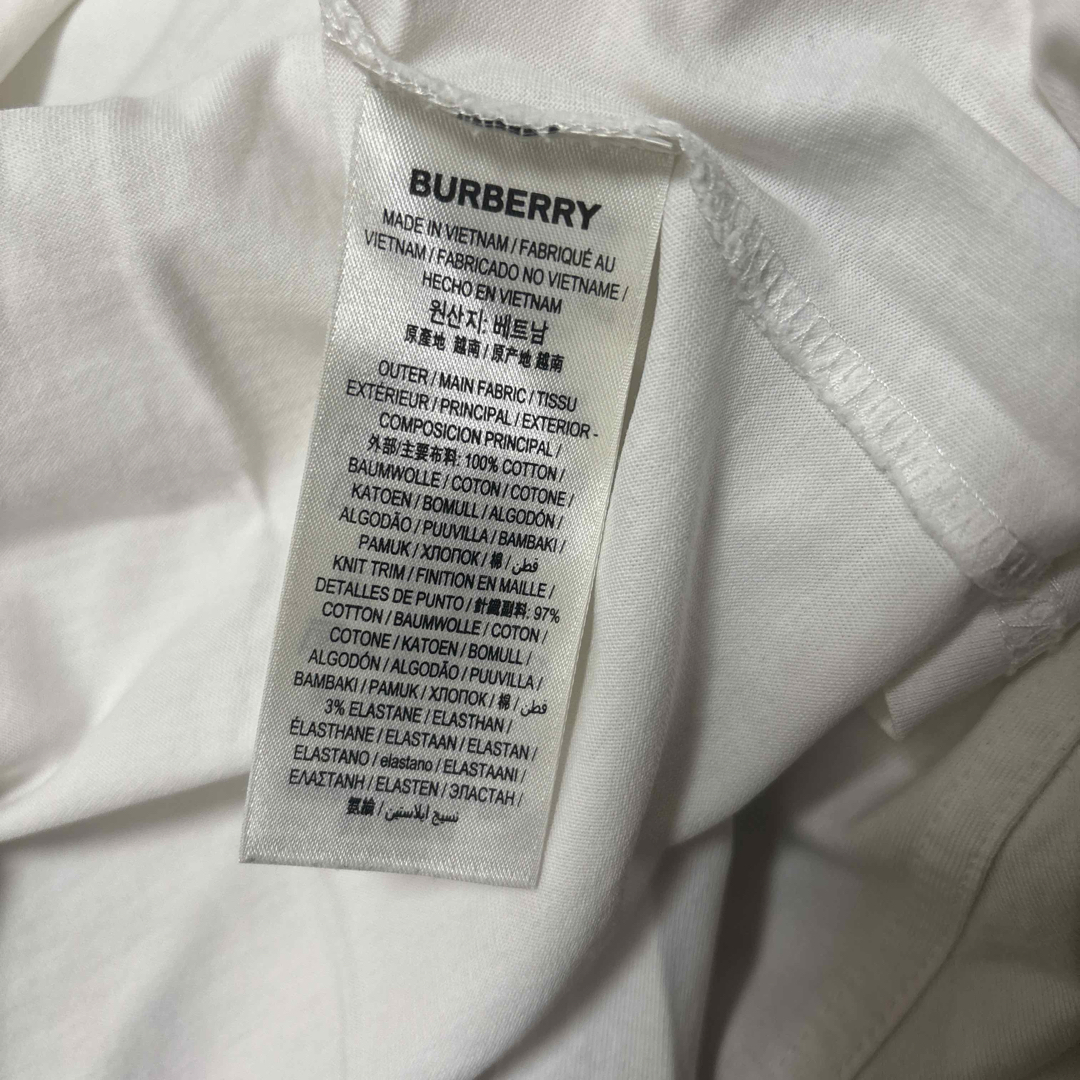 BURBERRY
MADE IN VIETNAM / FABRIQUÉ AU
VIETNAM / FABRICADO NO VIETNAME /
HECHO EN VIETNAM
원산지: 베트남
原產地 越南 / 原产地 越南
OUTER / MAIN FABRIC / TISSU
EXTÉRIEUR / PRINCIPAL / EXTERIOR -
COMPOSICION PRINCIPAL /
外部/主要布料: 100% COTTON /
BAUMWOLLE / COTON / COTONE /
KATOEN / BOMULL / ALGODÓN /
ALGODÃO / PUUVILLA / BAMBAKI /
PAMUK / ХЛОПОК / 棉 / قطن
KNIT TRIM / FINITION EN MAILLE /
DETALLES DE PUNTO / 針織副料: 97%
COTTON / BAUMWOLLE / COTON /
COTONE / KATOEN / BOMULL /
ALGODÓN / ALGODÃO / PUUVILLA /
BAMBAKI / PAMUK / ХЛОПОК / 棉 / قطن
3% ELASTANE / ELASTHAN /
ÉLASTHANE / ELASTAAN / ELASTAN /
ELASTANO / elastano / ELASTAANI /
ΕΛΑΣΤΑΝΗ / ELASTEN / ЭЛАСТАН /
氨綸 / نسيج ايلاستين